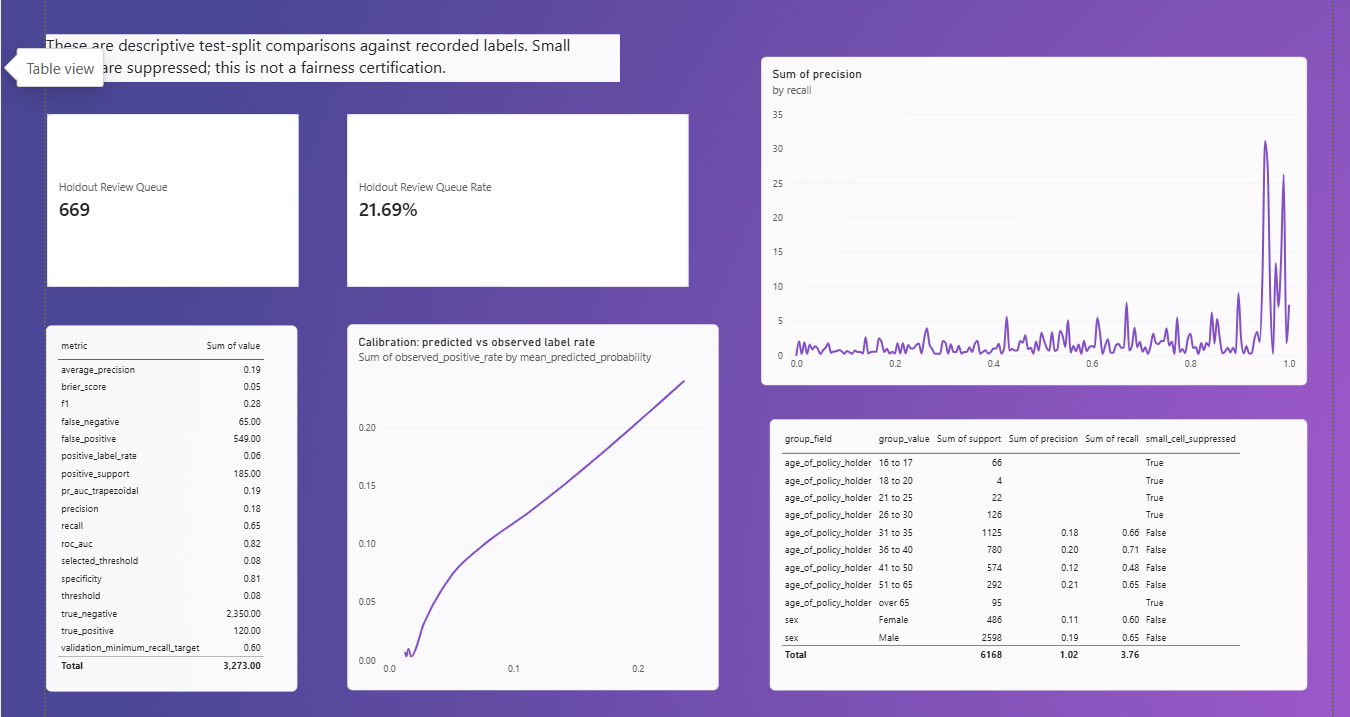 These are descriptive test-split comparisons against recorded labels. Small
are suppressed; this is not a fairness certification.
Table view
Holdout Review Queue
669
Holdout Review Queue Rate
21.69%
Sum of precision
by recall
35
30
25
20
15
10
5
0
0.0 0.2 0.4 0.6 0.8 1.0
metric Sum of value
average_precision 0.19
brier_score 0.05
f1 0.28
false_negative 65.00
false_positive 549.00
positive_label_rate 0.06
positive_support 185.00
pr_auc_trapezoidal 0.19
precision 0.18
recall 0.65
roc_auc 0.82
selected_threshold 0.08
specificity 0.81
threshold 0.08
true_negative 2,350.00
true_positive 120.00
validation_minimum_recall_target 0.60
Total 3,273.00
Calibration: predicted vs observed label rate
Sum of observed_positive_rate by mean_predicted_probability
0.20
0.15
0.10
0.05
0.00
0.0 0.1 0.2
group_field group_value Sum of support Sum of precision Sum of recall small_cell_suppressed
age_of_policy_holder 16 to 17 66 True
age_of_policy_holder 18 to 20 4 True
age_of_policy_holder 21 to 25 22 True
age_of_policy_holder 26 to 30 126 True
age_of_policy_holder 31 to 35 1125 0.18 0.66 False
age_of_policy_holder 36 to 40 780 0.20 0.71 False
age_of_policy_holder 41 to 50 574 0.12 0.48 False
age_of_policy_holder 51 to 65 292 0.21 0.65 False
age_of_policy_holder over 65 95 True
sex Female 486 0.11 0.60 False
sex Male 2598 0.19 0.65 False
Total 6168 1.02 3.76